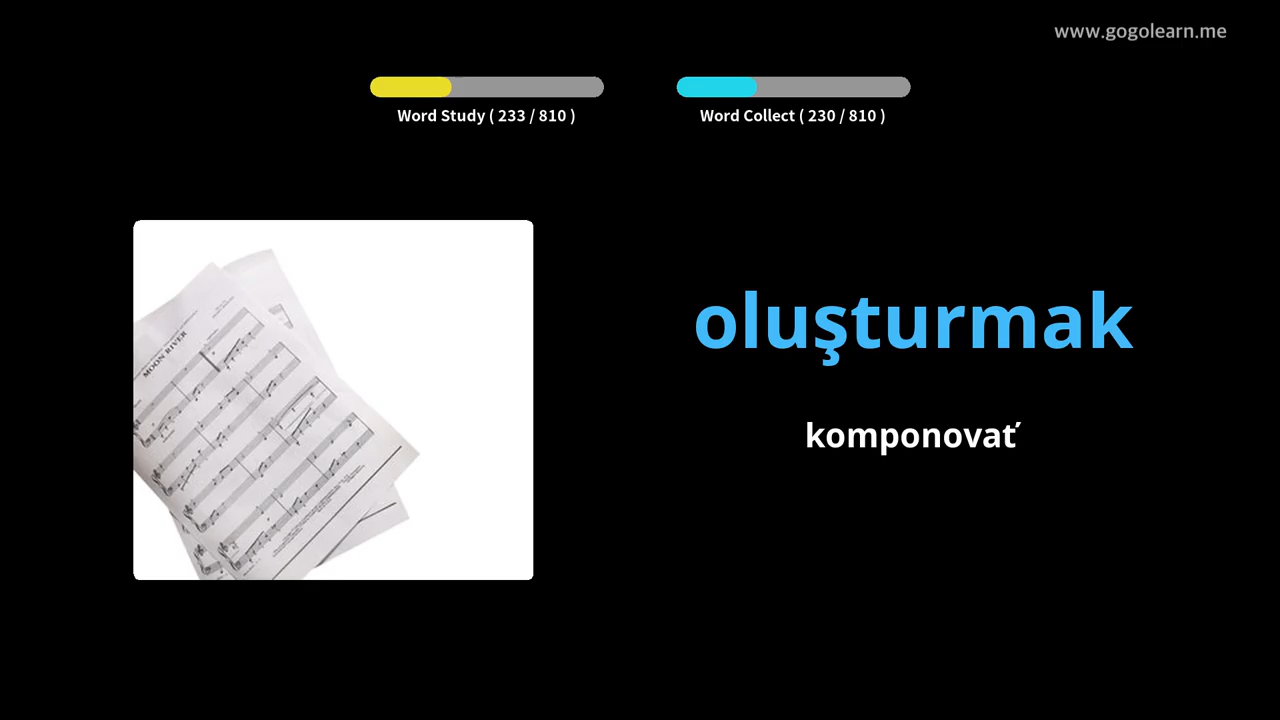 www.gogolearn.me
Word Study ( 233 / 810 )
Word Collect ( 230 / 810 )
MOON RIVER
oluşturmak
komponovať